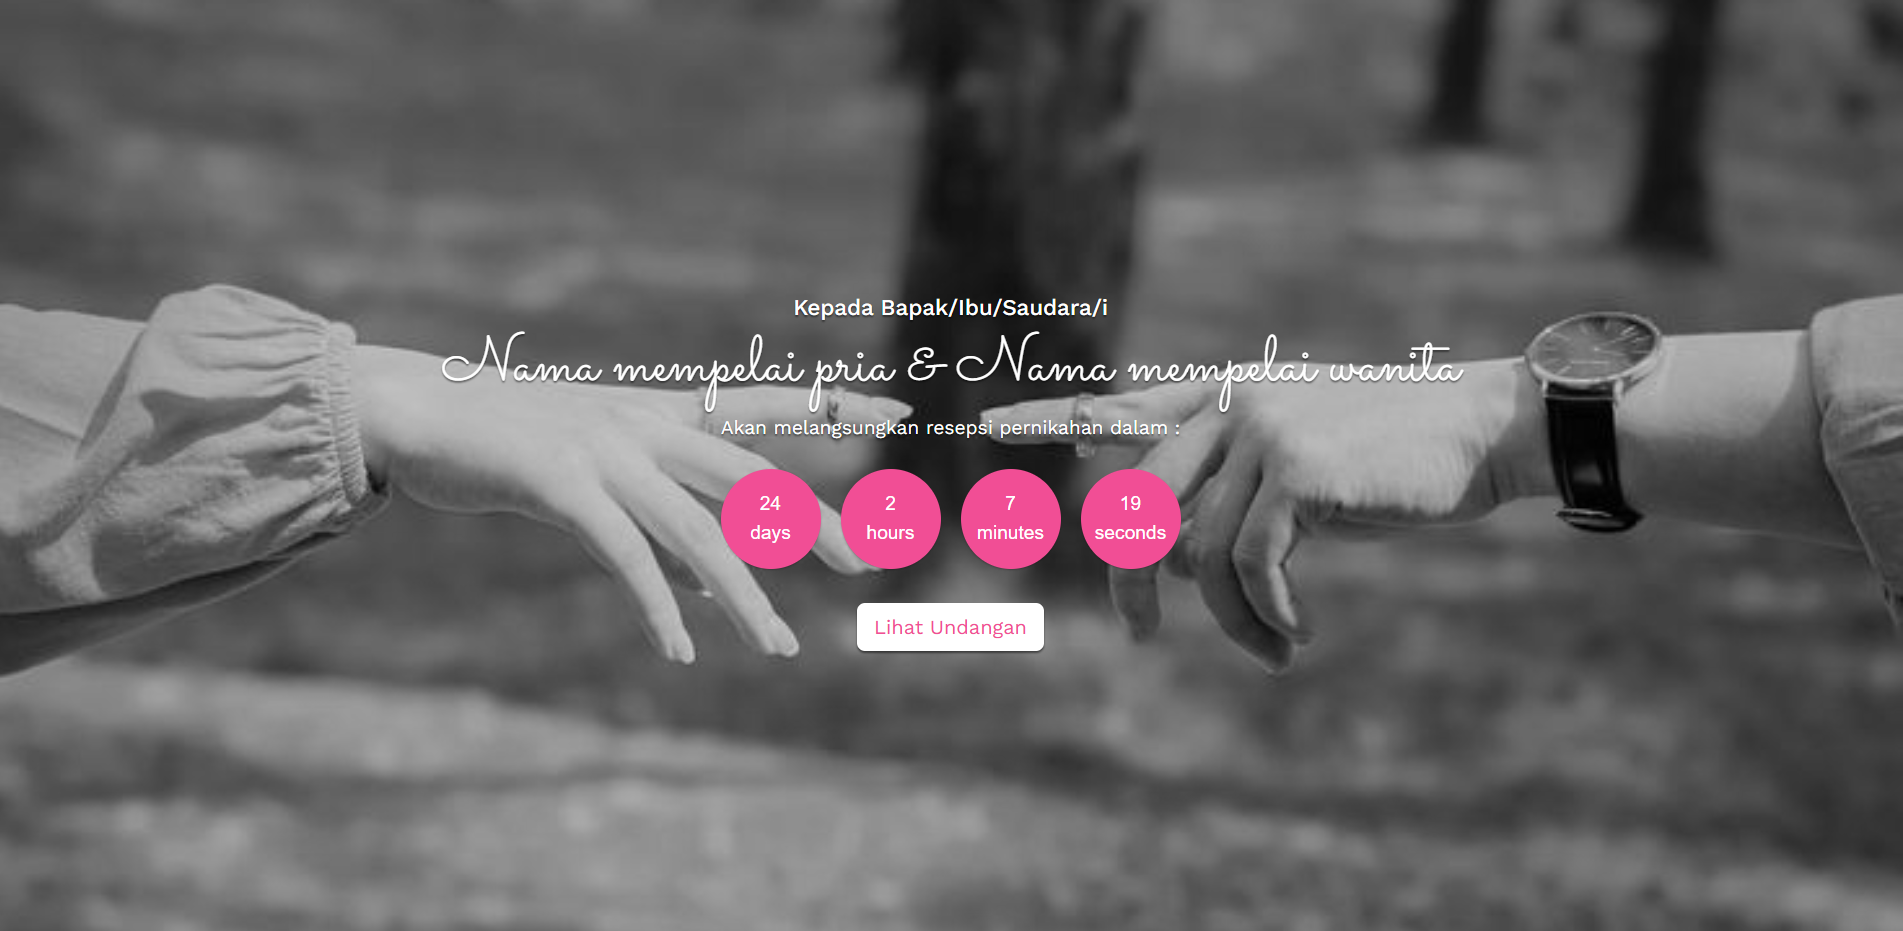 Kepada Bapak/Ibu/Saudara/i
Nama mempelai pria & Nama mempelai wanita
Akan melangsungkan resepsi pernikahan dalam :
24 2 7 19
days hours minutes seconds
Lihat Undangan